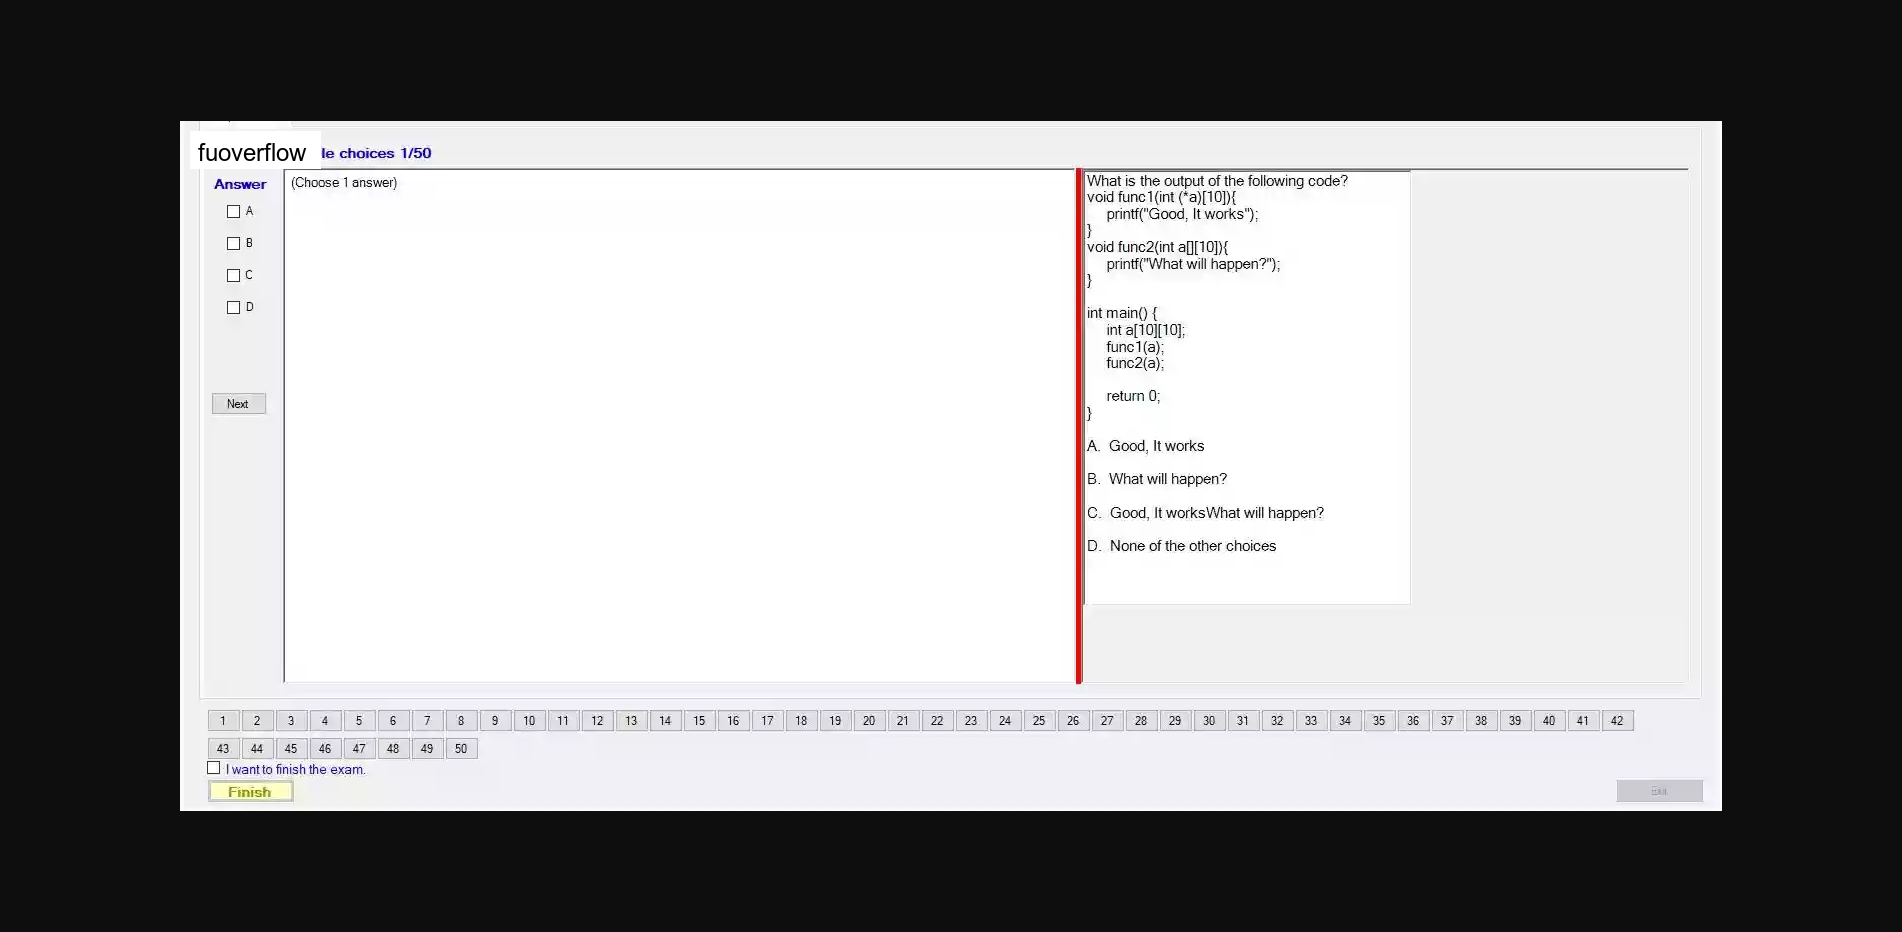 fuoverflow le choices 1/50
Answer
(Choose 1 answer)
A
B
C
D
Next
What is the output of the following code?
void func1(int (*a)[10]){
printf("Good, It works");
}
void func2(int a[][10]){
printf("What will happen?");
}
int main() {
int a[10][10];
func1(a);
func2(a);
return 0;
}
A. Good, It works
B. What will happen?
C. Good, It worksWhat will happen?
D. None of the other choices
1 2 3 4 5 6 7 8 9 10 11 12 13 14 15 16 17 18 19 20 21 22 23 24 25 26 27 28 29 30 31 32 33 34 35 36 37 38 39 40 41 42
43 44 45 46 47 48 49 50
I want to finish the exam.
Finish